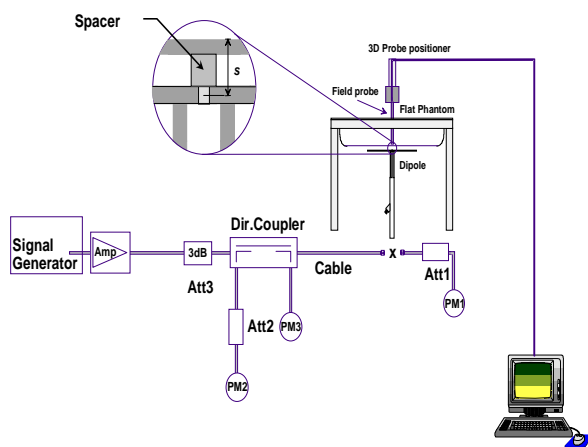 Spacer
s
3D Probe positioner
Field probe
Flat Phantom
Dipole
Dir.Coupler
Signal
Generator
Amp
3dB
Att3
Cable
x
Att1
PM1
Att2
PM3
PM2